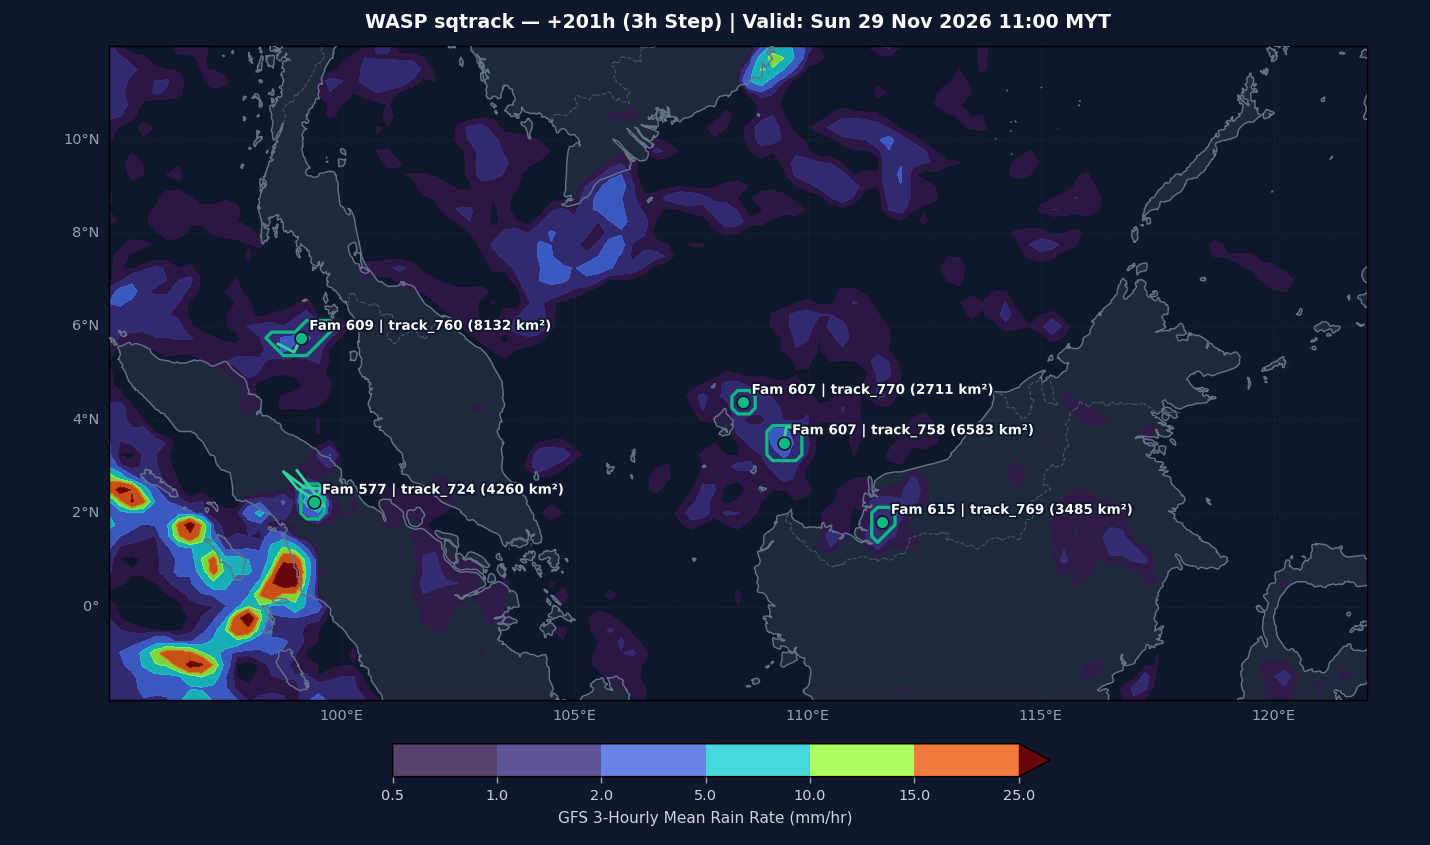 WASP sqtrack — +201h (3h Step) | Valid: Sun 29 Nov 2026 11:00 MYT
10°N
8°N
6°N
4°N
2°N
0°
Fam 609 | track_760 (8132 km²)
Fam 607 | track_770 (2711 km²)
Fam 607 | track_758 (6583 km²)
Fam 577 | track_724 (4260 km²)
Fam 615 | track_769 (3485 km²)
100°E 105°E 110°E 115°E 120°E
0.5 1.0 2.0 5.0 10.0 15.0 25.0
GFS 3-Hourly Mean Rain Rate (mm/hr)